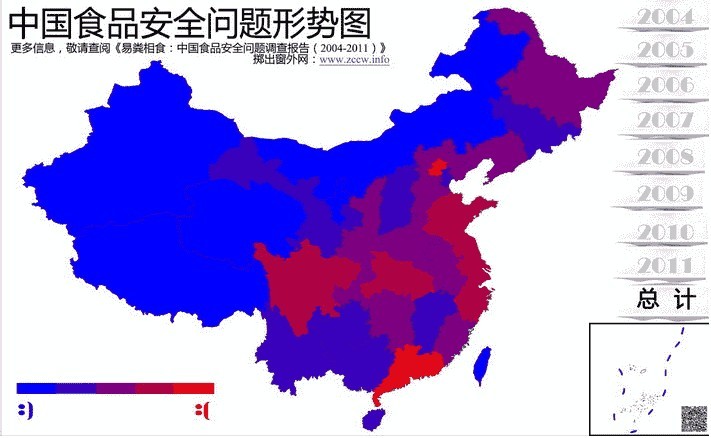 中国食品安全问题形势图
更多信息，敬请查阅《易粪相食：中国食品安全问题调查报告（2004-2011）》
掷出窗外网：www.zccw.info
2004
2005
2006
2007
2008
2009
2010
2011
总 计
:)
:(